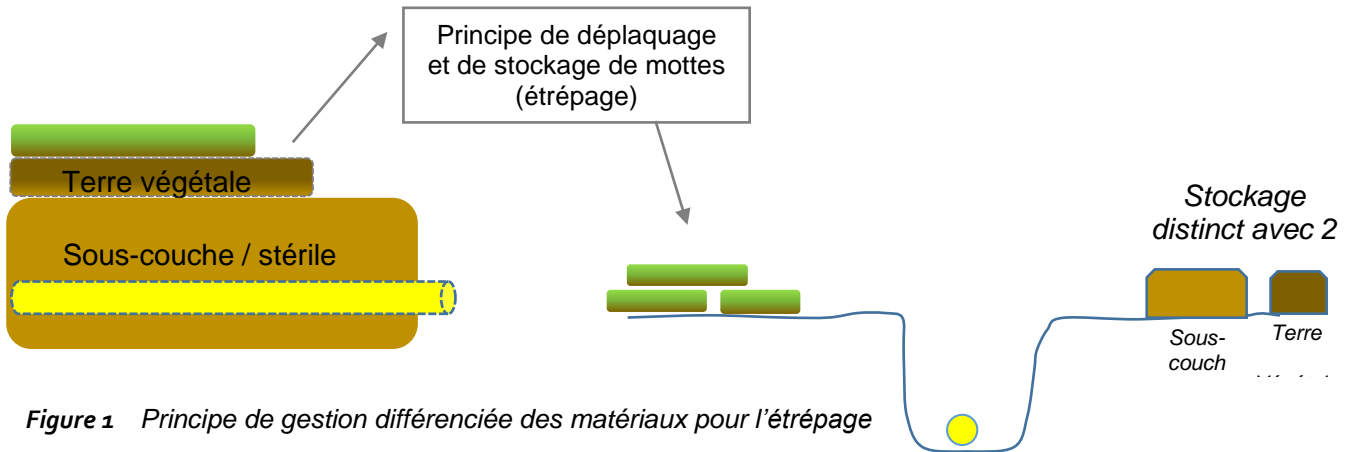 Principe de déplaquage
et de stockage de mottes
(étrépage)
Terre végétale
Sous-couche / stérile
Stockage
distinct avec 2
Sous-
couch
Terre
Figure 1 Principe de gestion différenciée des matériaux pour l'étrépage